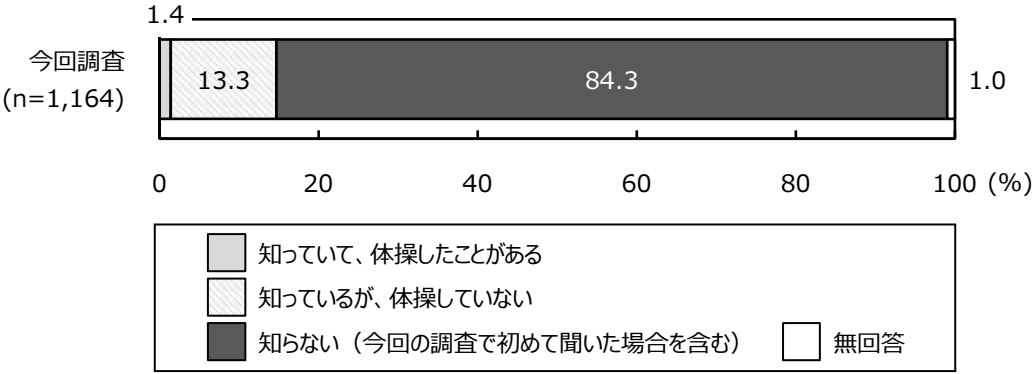 1.4
今回調査
(n=1,164)
13.3
84.3
1.0
0 20 40 60 80 100 (%)
知っていて、体操したことがある
知っているが、体操していない
知らない（今回の調査で初めて聞いた場合を含む） 無回答